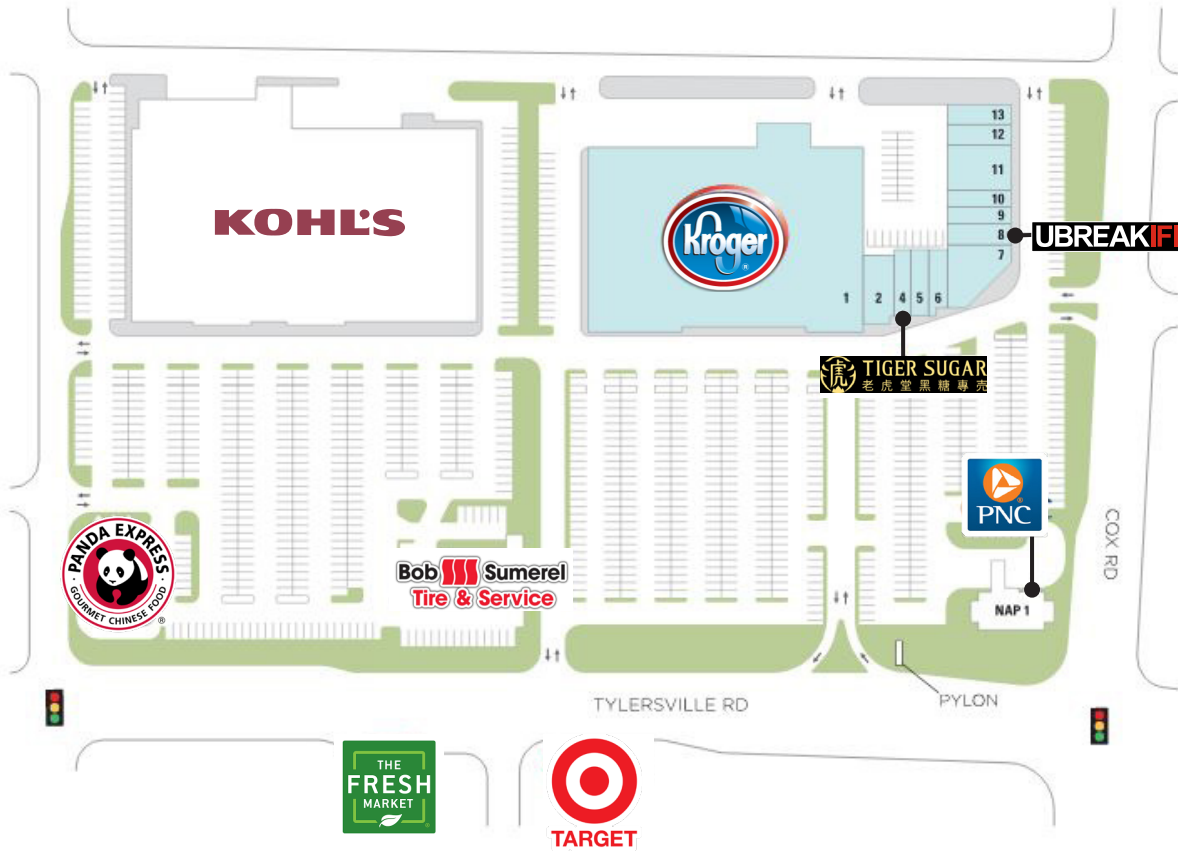 13
12
11
10
9
8
7
UBREAKIFI
KOHL'S
Kroger
®
1
2
4
5
6
TIGER SUGAR
老虎堂黑糖專売
PNC
COX RD
PANDA EXPRESS
GOURMET CHINESE FOOD
®
Bob Sumerel
Tire & Service
NAP 1
PYLON
TYLERSVILLE RD
THE
FRESH
MARKET
TARGET